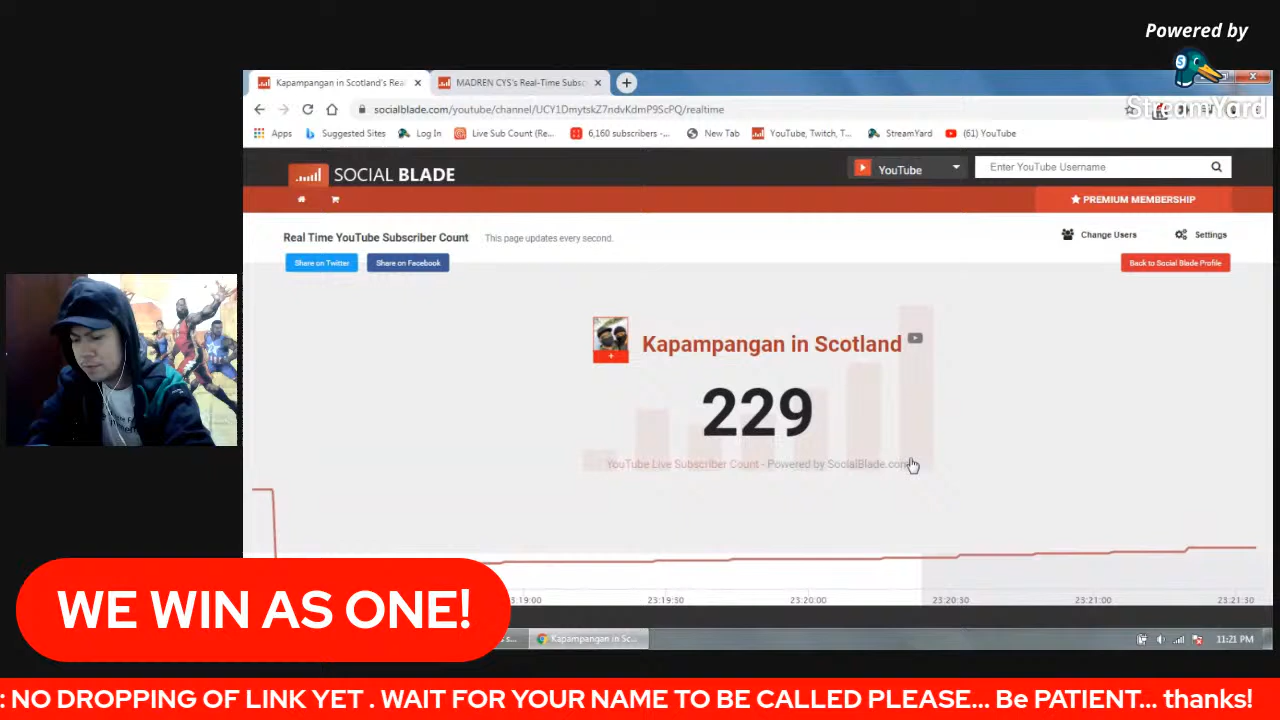 Powered by
StreamYard
Kapampangan in Scotland's Rea
MADREN CYS's Real-Time Subsc
socialblade.com/youtube/channel/UCY1DmytskZ7ndvKdmP9ScPQ/realtime
Apps
Suggested Sites
Log In
Live Sub Count (Re...
6,160 subscribers -...
New Tab
YouTube, Twitch, T...
StreamYard
(61) YouTube
SOCIAL BLADE
YouTube
Enter YouTube Username
PREMIUM MEMBERSHIP
Real Time YouTube Subscriber Count
This page updates every second.
Change Users
Settings
Share on Twitter
Share on Facebook
Back to Social Blade Profile
Kapampangan in Scotland
229
YouTube Live Subscriber Count - Powered by SocialBlade.com
23:19:00
23:19:30
23:20:00
23:20:30
23:21:00
23:21:30
WE WIN AS ONE!
Kapampangan in Sc...
11:21 PM
: NO DROPPING OF LINK YET . WAIT FOR YOUR NAME TO BE CALLED PLEASE... Be PATIENT... thanks!